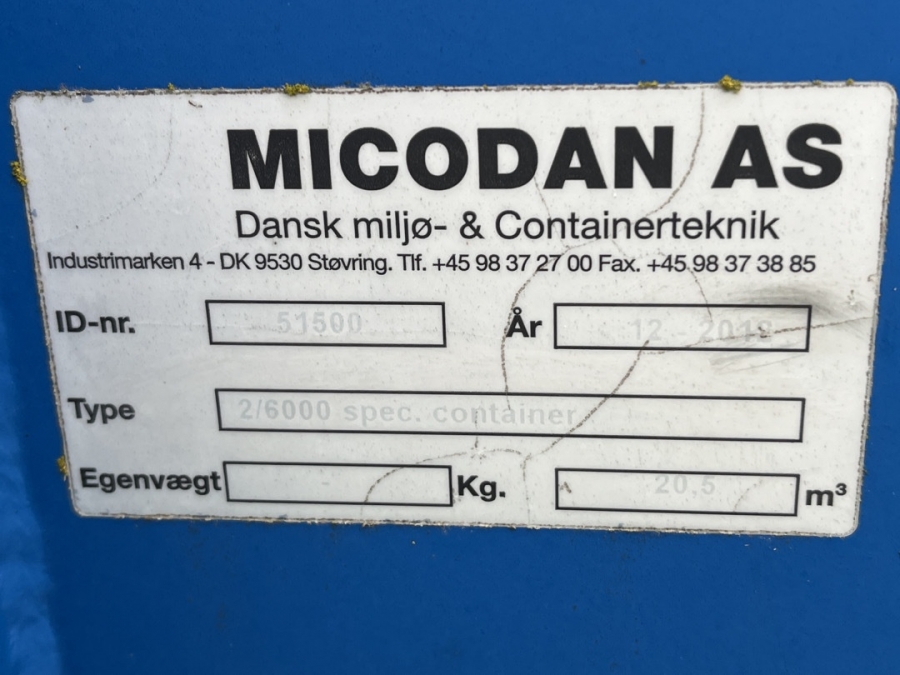 MICODAN AS
Dansk miljø- & Containerteknik
Industrimarken 4 - DK 9530 Støvring. Tlf. +45 98 37 27 00 Fax. +45 98 37 38 85
ID-nr. 51500 År 12 2018
Type 2/6000 spec. container
Egenvægt Kg. 20,5 m³